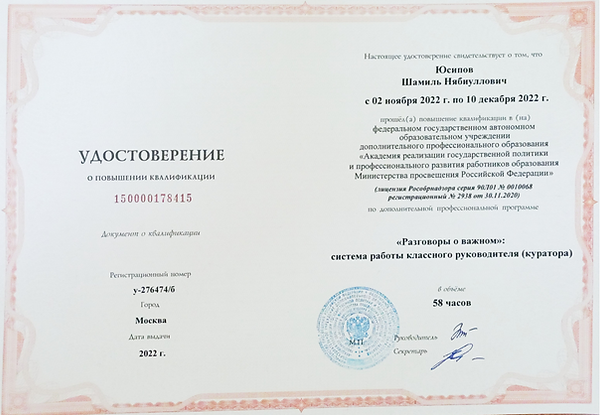 УДОСТОВЕРЕНИЕ
О ПОВЫШЕНИИ КВАЛИФИКАЦИИ
150000178415
Документ о квалификации
Регистрационный номер
у-276474/б
Город
Москва
Дата выдачи
2022 г.
Настоящее удостоверение свидетельствует о том, что
Юсипов
Шамиль Нябиуллович
с 02 ноября 2022 г. по 10 декабря 2022 г.
прошёл(а) повышение квалификации в (на)
федеральном государственном автономном
образовательном учреждении
дополнительного профессионального образования
«Академия реализации государственной политики
и профессионального развития работников образования
Министерства просвещения Российской Федерации»
(лицензия Рособрнадзора серия 90Л01 № 0010068
регистрационный № 2938 от 30.11.2020)
по дополнительной профессиональной программе
«Разговоры о важном»:
система работы классного руководителя (куратора)
в объёме
58 часов
М.П.
Руководитель
Секретарь